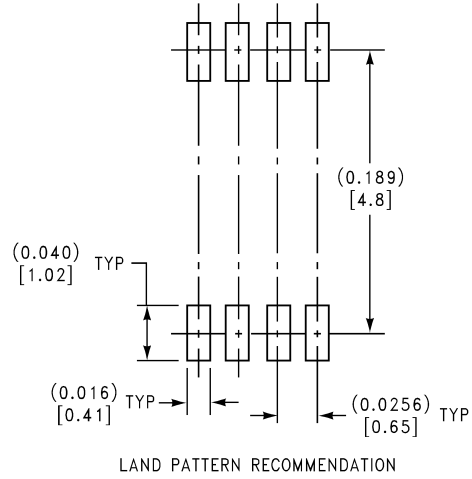 (0.189)
[4.8]
(0.040)
[1.02]
TYP
(0.016)
[0.41]
TYP
(0.0256)
[0.65]
TYP
LAND PATTERN RECOMMENDATION